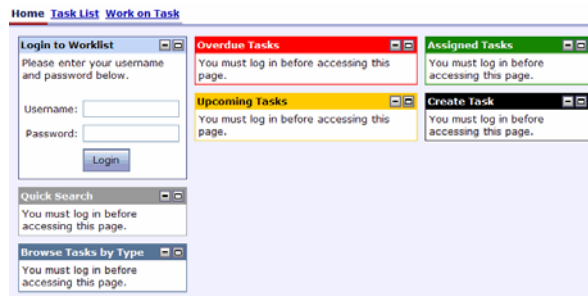 Home Task List Work on Task
Login to Worklist
Please enter your username
and password below.
Username:
Password:
Login
Quick Search
You must log in before
accessing this page.
Browse Tasks by Type
You must log in before
accessing this page.
Overdue Tasks
You must log in before accessing this
page.
Upcoming Tasks
You must log in before accessing this
page.
Assigned Tasks
You must log in before
accessing this page.
Create Task
You must log in before
accessing this page.